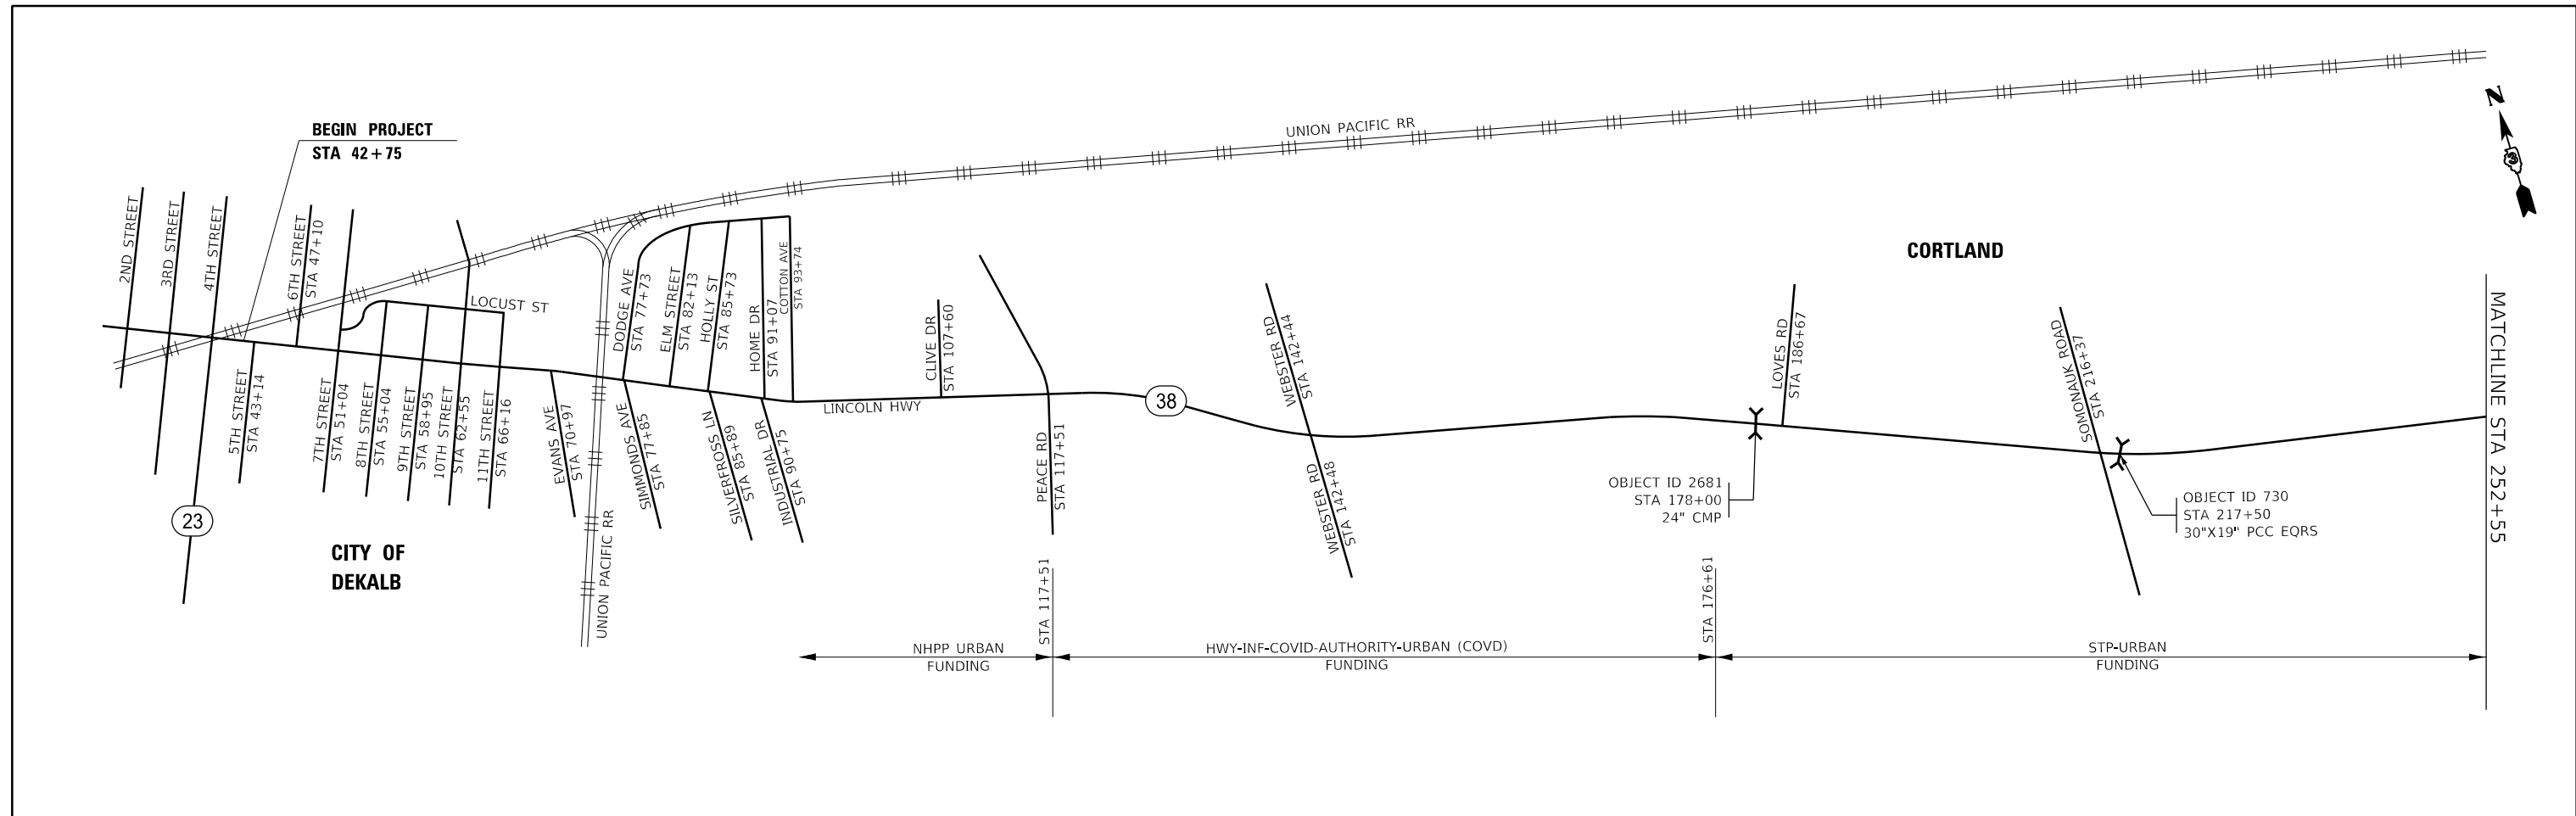 BEGIN PROJECT
STA 42+75
UNION PACIFIC RR
N
3
2ND STREET
3RD STREET
4TH STREET
6TH STREET
STA 47+10
LOCUST ST
DODGE AVE
STA 77+73
ELM STREET
STA 82+13
HOLLY ST
STA 85+73
HOME DR
STA 91+07
COTTON AVE
STA 93+74
CLIVE DR
STA 107+60
WEBSTER RD
STA 142+44
LOVES RD
STA 186+67
CORTLAND
SOMONAUK ROAD
STA 216+37
MATCHLINE STA 252+55
5TH STREET
STA 43+14
7TH STREET
STA 51+04
8TH STREET
STA 55+04
9TH STREET
STA 58+95
10TH STREET
STA 62+55
11TH STREET
STA 66+16
EVANS AVE
STA 70+97
SIMMONDS AVE
STA 77+85
SILVERFROSS LN
STA 85+89
INDUSTRIAL DR
STA 90+75
LINCOLN HWY
38
PEACE RD
STA 117+51
WEBSTER RD
STA 142+48
OBJECT ID 2681
STA 178+00
24" CMP
OBJECT ID 730
STA 217+50
30"X19" PCC EQRS
23
CITY OF
DEKALB
UNION PACIFIC RR
STA 117+51
STA 176+61
NHPP URBAN
FUNDING
HWY-INF-COVID-AUTHORITY-URBAN (COVD)
FUNDING
STP-URBAN
FUNDING